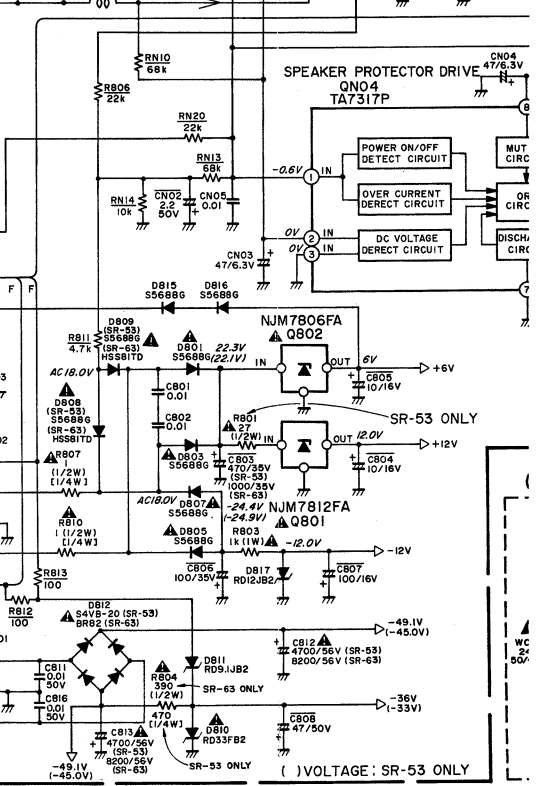 RN10
68k
R806
22k
SPEAKER PROTECTOR DRIVE
QN04
TA7317P
CN04
47/6.3V
+
8
RN20
22k
RN13
68k
-0.6V
1
IN
POWER ON/OFF
DETECT CIRCUIT
MUT
CIRC
RN14
10k
CN02
2.2
50V
+
CN05
0.01
OVER CURRENT
DERECT CIRCUIT
OR
CIRC
0V
2
IN
0V
3
IN
DC VOLTAGE
DERECT CIRCUIT
DISCHA
CIRC
CN03
47/6.3V
+
7
F
F
D815
S5688G
D816
S5688G
D809
(SR-53)
S5688G
(SR-63)
HSS81TD
R811
4.7k
D801
S5688G
22.3V
(22.1V)
NJM7806FA
Q802
IN
OUT
6V
+6V
C805
10/16V
+
AC18.0V
C801
0.01
D808
(SR-53)
S5688G
(SR-63)
HSS81TD
C802
0.01
R801
27
(1/2W)
SR-53 ONLY
IN
OUT
12.0V
+12V
C804
10/16V
+
R807
1
(1/2W)
[1/4W]
D803
S5688G
C803
470/35V
(SR-53)
1000/35V
(SR-63)
+
AC18.0V
D807
S5688G
-24.4V
(-24.9V)
NJM7812FA
Q801
R810
1 (1/2W)
[1/4W]
D805
S5688G
R803
1k (1W)
-12.0V
-12V
C806
100/35V
+
D817
RD12JB2
C807
100/16V
+
R813
100
R812
100
D812
S4VB-20 (SR-53)
BR82 (SR-63)
-49.1V
(-45.0V)
C812
4700/56V (SR-53)
8200/56V (SR-63)
+
C811
0.01
50V
C816
0.01
50V
D811
RD9.1JB2
R804
390
(1/2W)
SR-63 ONLY
-36V
(-33V)
470
[1/4W]
D810
RD33FB2
C808
47/50V
+
C813
4700/56V
(SR-53)
8200/56V
(SR-63)
+
SR-53 ONLY
-49.1V
(-45.0V)
( ) VOLTAGE: SR-53 ONLY